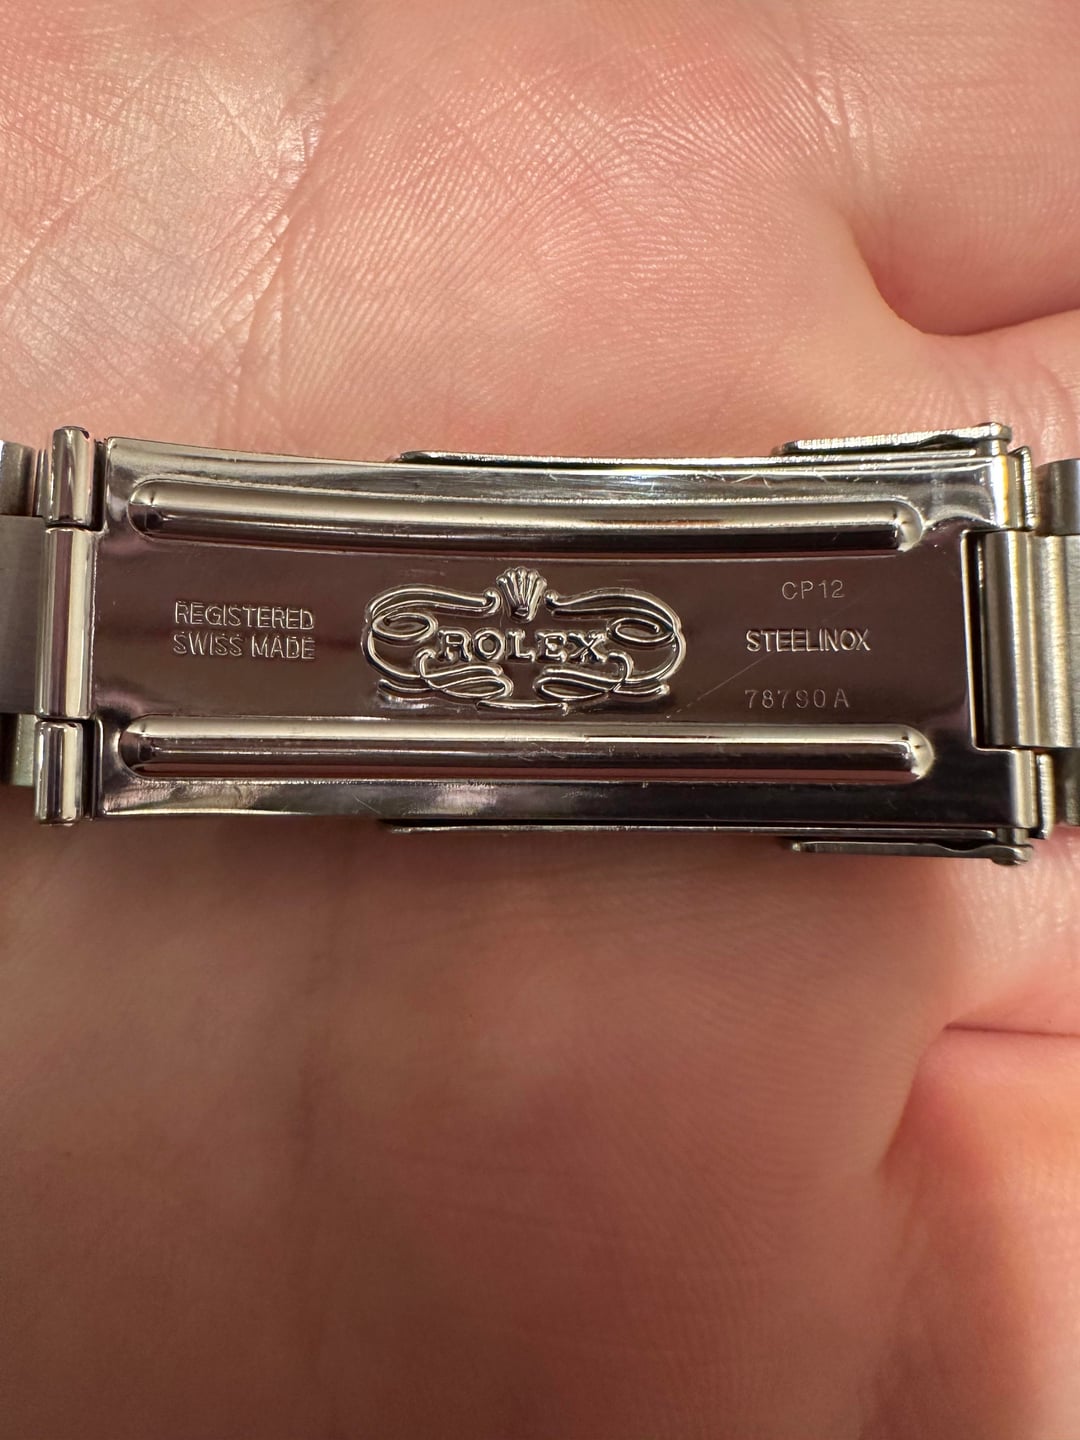 REGISTERED
SWISS MADE
ROLEX
CP12
STEELINOX
78790A